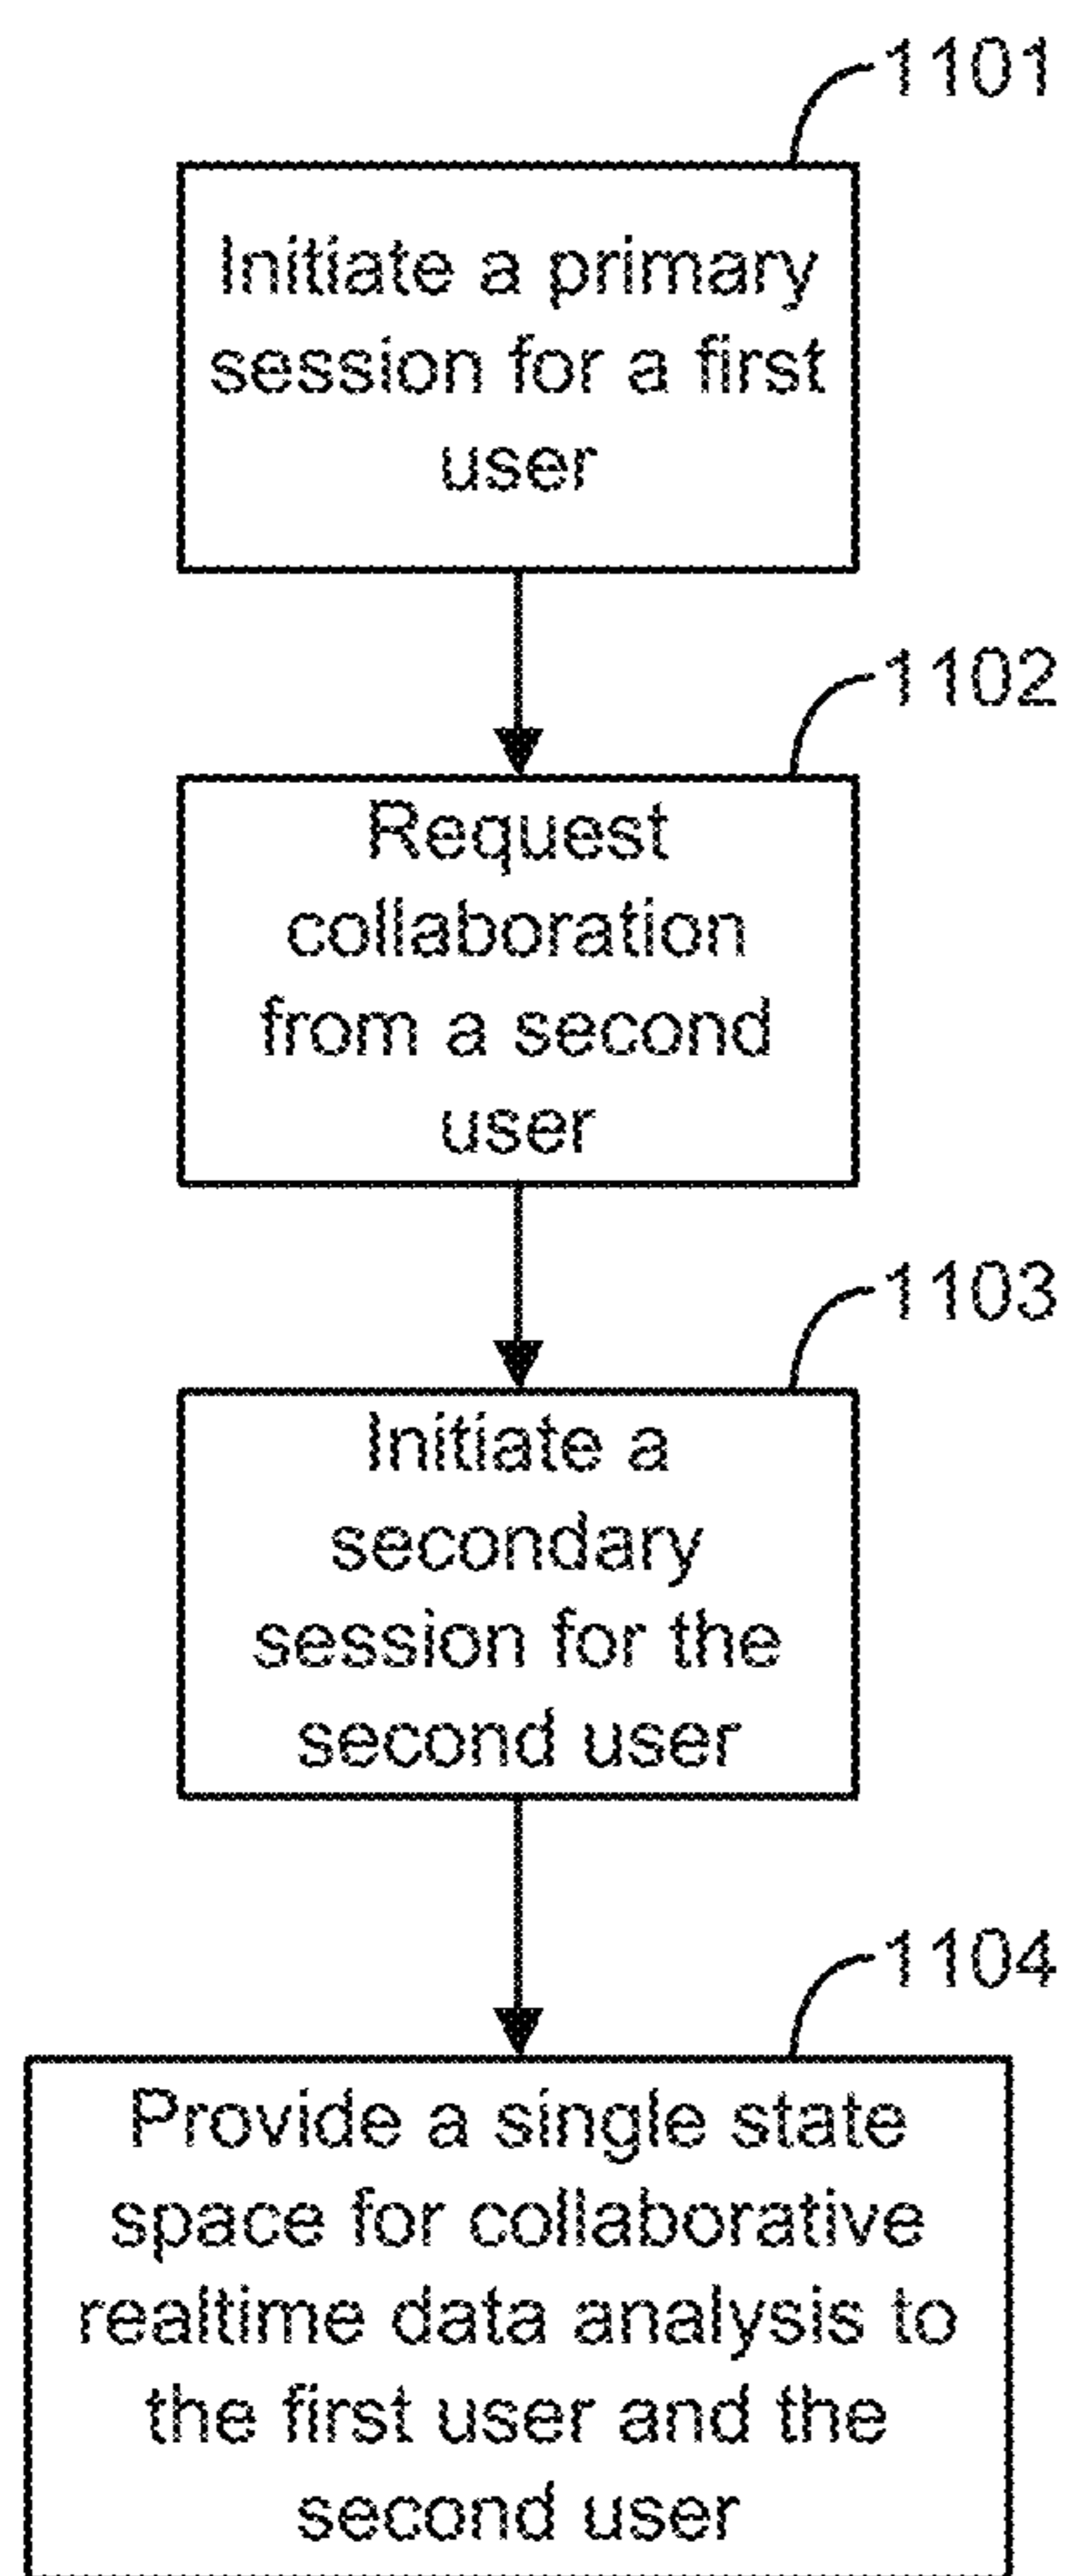 1101
Initiate a primary
session for a first
user
1102
Request
collaboration
from a second
user
1103
Initiate a
secondary
session for the
second user
1104
Provide a single state
space for collaborative
realtime data analysis to
the first user and the
second user